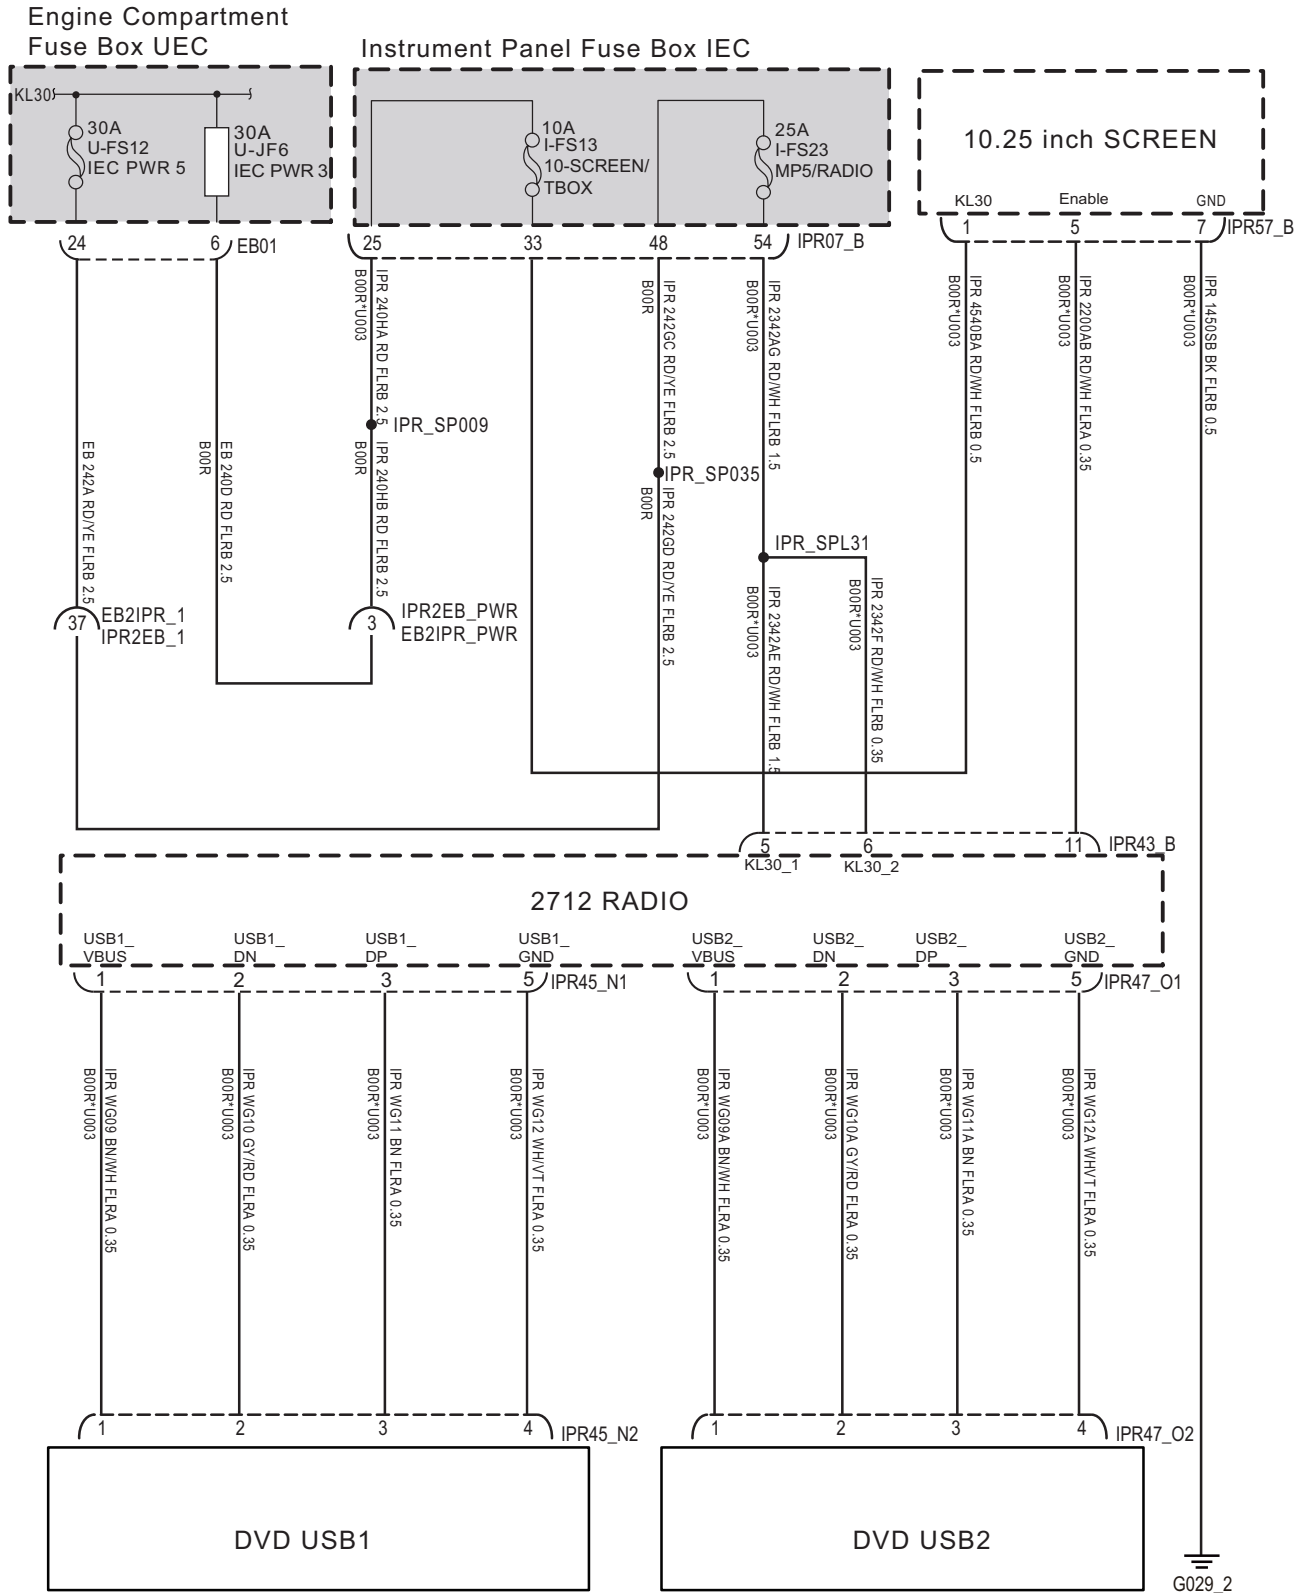 Engine Compartment
Fuse Box UEC
Instrument Panel Fuse Box IEC
KL30
30A
U-FS12
IEC PWR 5
30A
U-JF6
IEC PWR 3
10A
I-FS13
10-SCREEN/
TBOX
25A
I-FS23
MP5/RADIO
10.25 inch SCREEN
KL30
Enable
GND
24
6
EB01
25
33
48
54
IPR07_B
1
5
7
IPR57_B
IPR 240HA RD FLRB 2.5
B00R*U003
IPR 242GC RD/YE FLRB 2.5
B00R
IPR 2342AG RD/WH FLRB 1.5
B00R*U003
IPR 4540BA RD/WH FLRB 0.5
B00R*U003
IPR 2200AB RD/WH FLRA 0.35
B00R*U003
IPR 1450SB BK FLRB 0.5
B00R*U003
IPR_SP009
EB 242A RD/YE FLRB 2.5
EB 240D RD FLRB 2.5
B00R
IPR 240HB RD FLRB 2.5
B00R
IPR_SP035
IPR 242GD RD/YE FLRB 2.5
B00R
IPR_SPL31
IPR 2342AE RD/WH FLRB 1.5
B00R*U003
IPR 2342F RD/WH FLRB 0.35
B00R*U003
37
EB2IPR_1
IPR2EB_1
3
IPR2EB_PWR
EB2IPR_PWR
5
6
11
IPR43_B
KL30_1
KL30_2
2712 RADIO
USB1_
VBUS
USB1_
DN
USB1_
DP
USB1_
GND
USB2_
VBUS
USB2_
DN
USB2_
DP
USB2_
GND
1
2
3
5
IPR45_N1
1
2
3
5
IPR47_O1
IPR WG09 BN/WH FLRA 0.35
B00R*U003
IPR WG10 GY/RD FLRA 0.35
B00R*U003
IPR WG11 BN FLRA 0.35
B00R*U003
IPR WG12 WH/VT FLRA 0.35
B00R*U003
IPR WG09A BN/WH FLRA 0.35
B00R*U003
IPR WG10A GY/RD FLRA 0.35
B00R*U003
IPR WG11A BN FLRA 0.35
B00R*U003
IPR WG12A WHVT FLRA 0.35
B00R*U003
1
2
3
4
IPR45_N2
1
2
3
4
IPR47_O2
DVD USB1
DVD USB2
G029_2